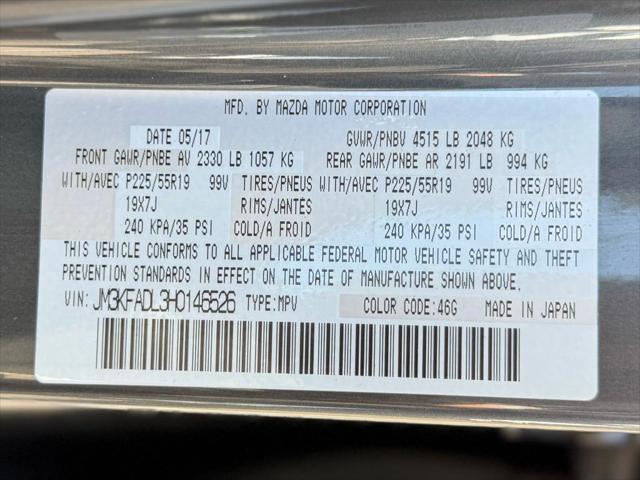 MFD. BY MAZDA MOTOR CORPORATION
DATE 05/17 GVWR/PNBV 4515 LB 2048 KG
FRONT GAWR/PNBE AV 2330 LB 1057 KG REAR GAWR/PNBE AR 2191 LB 994 KG
WITH/AVEC P225/55R19 99V TIRES/PNEUS WITH/AVEC P225/55R19 99V TIRES/PNEUS
19X7J RIMS/JANTES 19X7J RIMS/JANTES
240 KPA/35 PSI COLD/A FROID 240 KPA/35 PSI COLD/A FROID
THIS VEHICLE CONFORMS TO ALL APPLICABLE FEDERAL MOTOR VEHICLE SAFETY AND THEFT
PREVENTION STANDARDS IN EFFECT ON THE DATE OF MANUFACTURE SHOWN ABOVE.
VIN: JM3KFADL3H0146526 TYPE:MPV COLOR CODE:46G MADE IN JAPAN